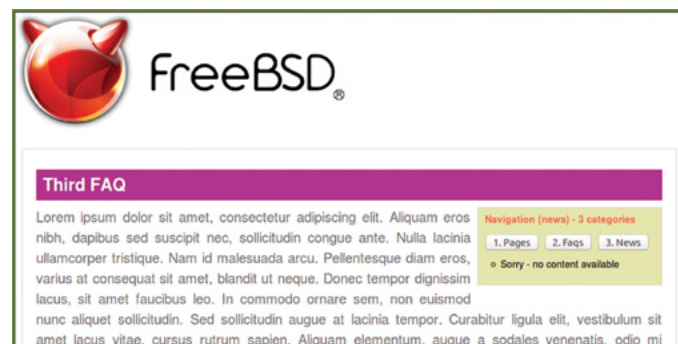 FreeBSD®
Third FAQ
Lorem ipsum dolor sit amet, consectetur adipiscing elit. Aliquam eros
nibh, dapibus sed suscipit nec, sollicitudin congue ante. Nulla lacinia
ullamcorper tristique. Nam id malesuada arcu. Pellentesque diam eros,
varius at consequat sit amet, blandit ut neque. Donec tempor dignissim
lacus, sit amet faucibus leo. In commodo ornare sem, non euismod
nunc aliquet sollicitudin. Sed sollicitudin augue at lacinia tempor. Curabitur ligula elit, vestibulum sit
amet lacus vitae, cursus rutrum sapien. Aliquam elementum, augue a sodales venenatis, odio mi
Navigation (news) - 3 categories
1. Pages 2. Faqs 3. News
Sorry - no content available